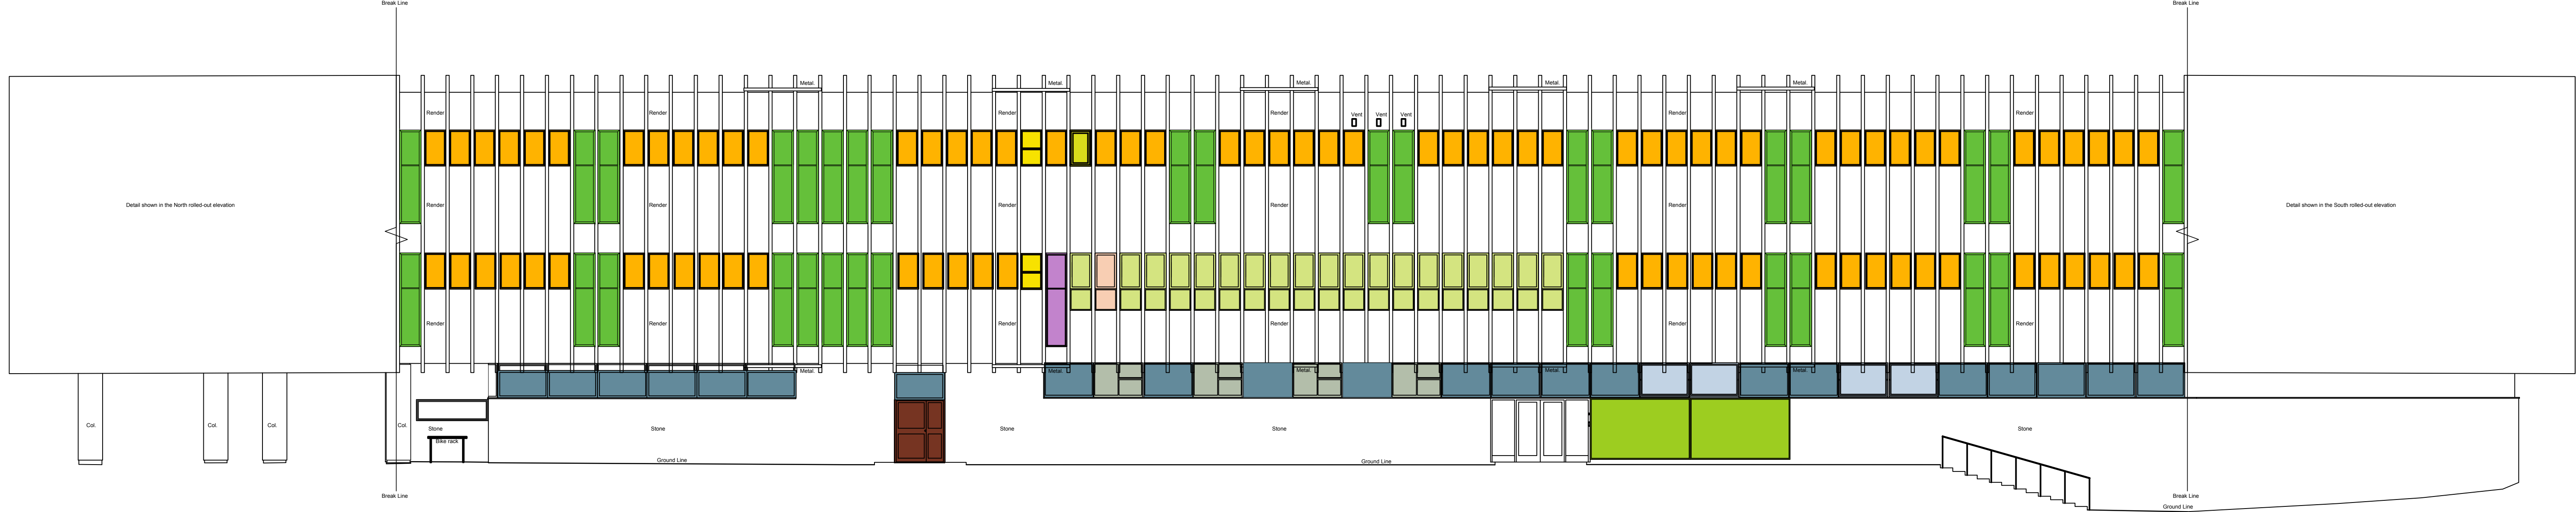 Break Line
Break Line
Metal.
Metal.
Metal.
Metal.
Metal.
Render
Render
Render
Render
Vent
Vent
Vent
Render
Render
Detail shown in the North rolled-out elevation
Render
Render
Render
Render
Render
Render
Detail shown in the South rolled-out elevation
Render
Render
Render
Render
Render
Render
Metal.
Metal.
Metal.
Metal.
Metal.
Col.
Col.
Col.
Col.
Stone
Bike rack
Stone
Stone
Stone
Stone
Ground Line
Ground Line
Break Line
Break Line
Ground Line